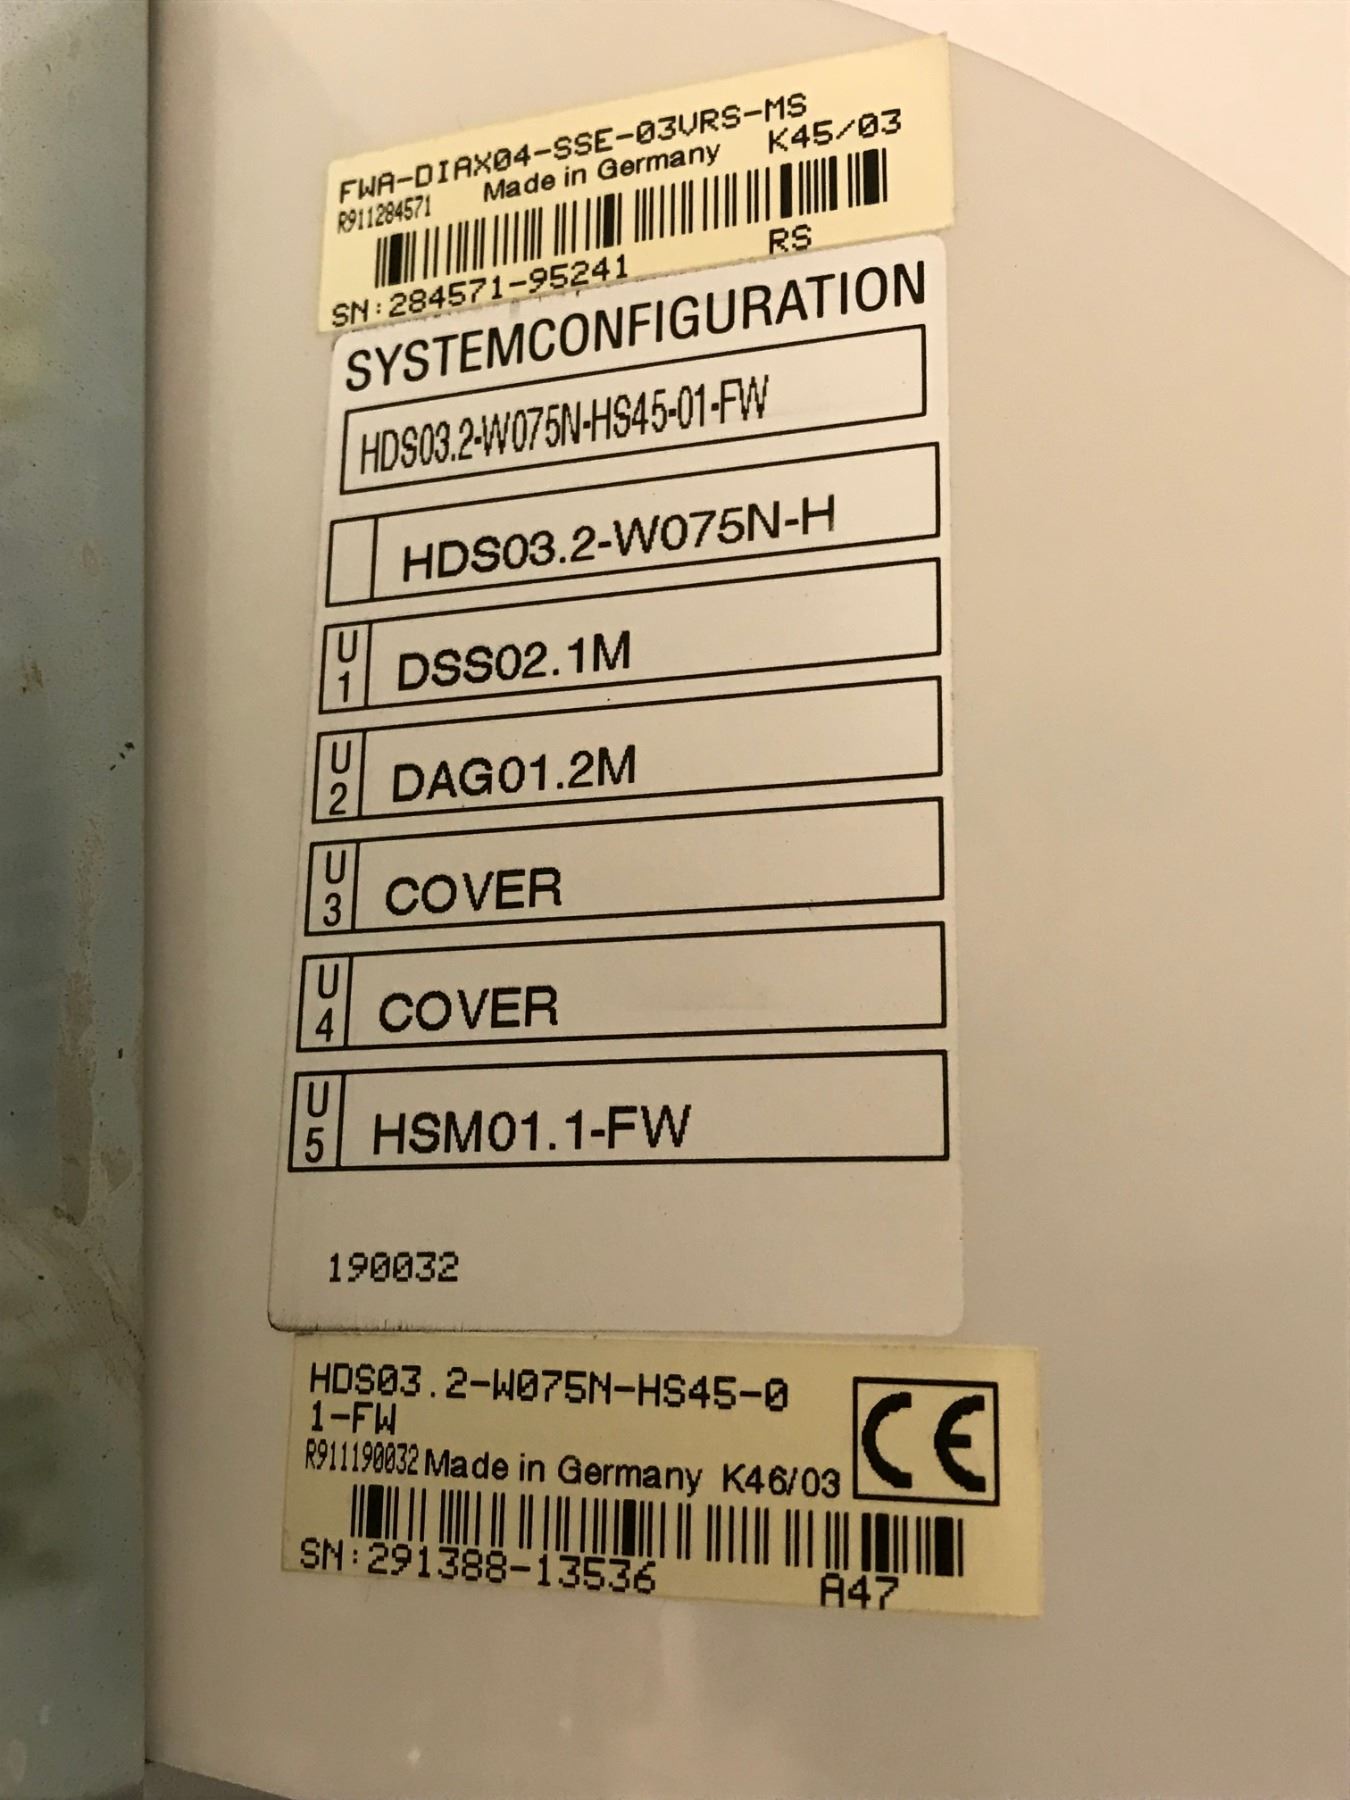 FWA-DIAX04-SSE-03VRS-MS
R911284571 Made in Germany K45/03
RS
SN:284571-95241
SYSTEMCONFIGURATION
HDS03.2-W075N-HS45-01-FW
HDS03.2-W075N-H
U1 DSS02.1M
U2 DAG01.2M
U3 COVER
U4 COVER
U5 HSM01.1-FW
190032
HDS03.2-W075N-HS45-0
1-FW
R911190032 Made in Germany K46/03
CE
SN:291388-13536 A47